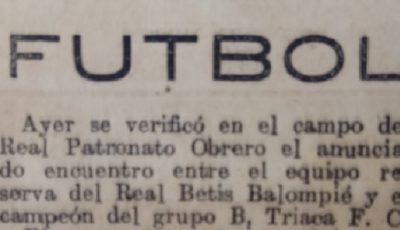 FUTBOL
Ayer se verificó en el campo de
Real Patronato Obrero el anuncia
do encuentro entre el equipo re
serva del Real Betis Balompié y e
campeón del grupo B, Triaca F. C